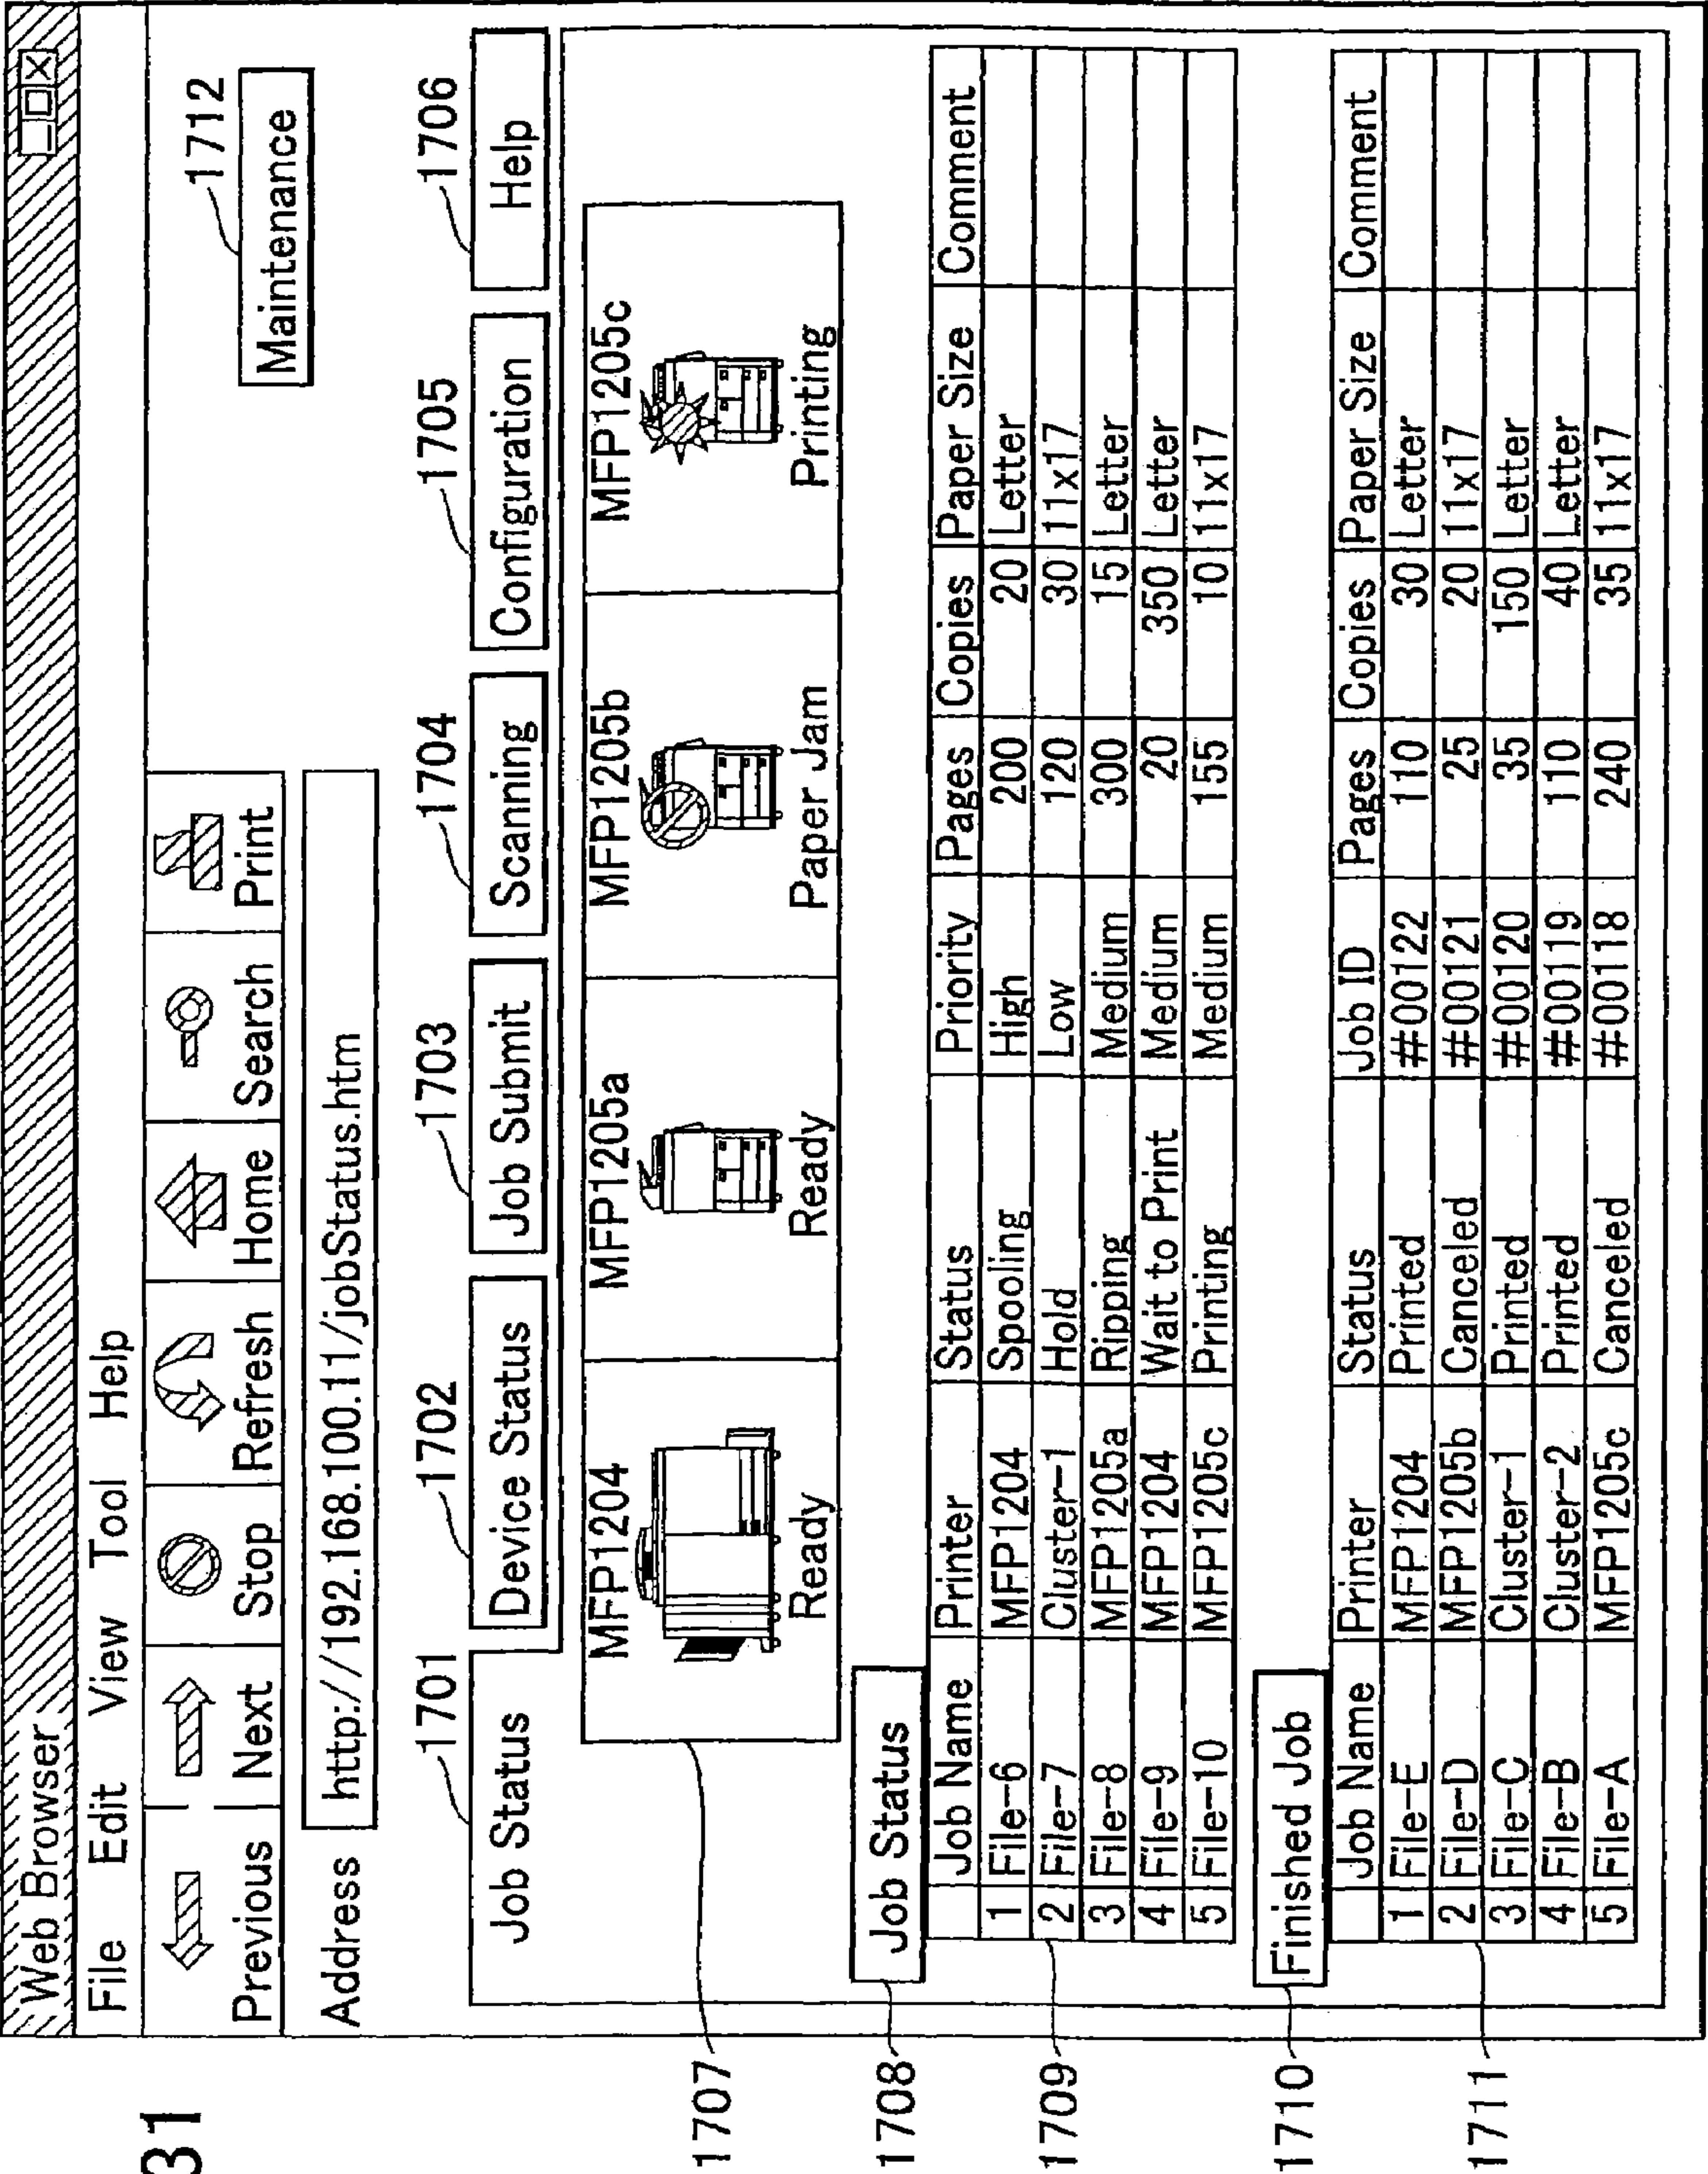 31
Web Browser
File Edit View Tool Help
Previous Next Stop Refresh Home Search Print
1712
Address http://192.168.100.11/jobStatus.htm Maintenance
1701 1702 1703 1704 1705 1706
Job Status Device Status Job Submit Scanning Configuration Help
MFP1204 MFP1205a MFP1205b MFP1205c
Ready Ready Paper Jam Printing
1707
1708 Job Status
Job Name Printer Status Priority Pages Copies Paper Size Comment
1 File-6 MFP1204 Spooling High 200 20 Letter
1709 2 File-7 Cluster-1 Hold Low 120 30 11x17
3 File-8 MFP1205a Ripping Medium 300 15 Letter
4 File-9 MFP1204 Wait to Print Medium 20 350 Letter
5 File-10 MFP1205c Printing Medium 155 10 11x17
1710 Finished Job
Job Name Printer Status Job ID Pages Copies Paper Size Comment
1 File-E MFP1204 Printed #00122 110 30 Letter
1711 2 File-D MFP1205b Canceled #00121 25 20 11x17
3 File-C Cluster-1 Printed #00120 35 150 Letter
4 File-B Cluster-2 Printed #00119 110 40 Letter
5 File-A MFP1205c Canceled #00118 240 35 11x17